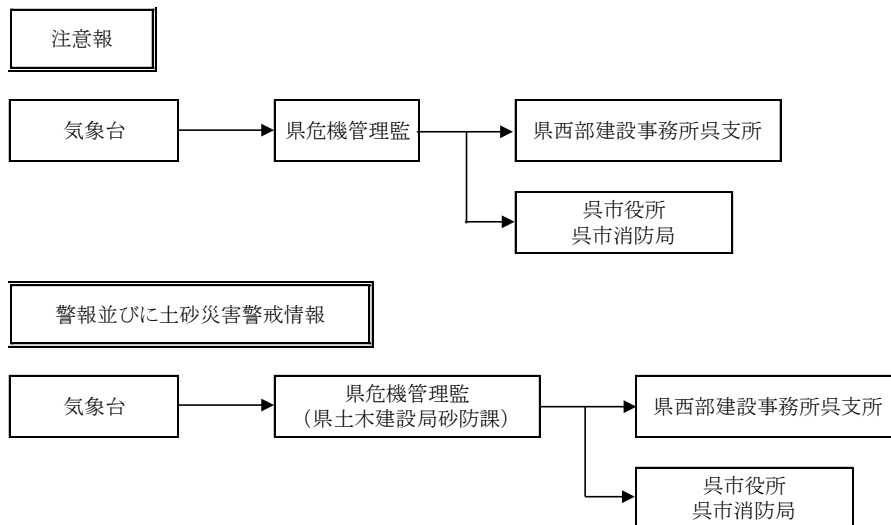 注意報
気象台
県危機管理監
県西部建設事務所呉支所
呉市役所
呉市消防局
警報並びに土砂災害警戒情報
気象台
県危機管理監
（県土木建設局砂防課）
県西部建設事務所呉支所
呉市役所
呉市消防局